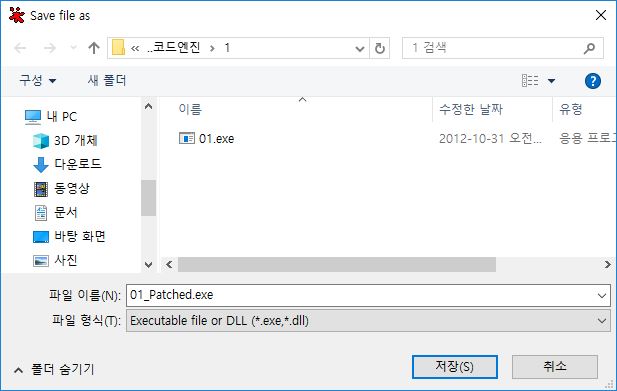 Save file as
« ..코드엔진 > 1
1 검색
구성
새 폴더
?
이름
수정한 날짜
유형
내 PC
3D 개체
다운로드
동영상
문서
바탕 화면
사진
01.exe
2012-10-31 오전...
응용 프로그
파일 이름(N):
01_Patched.exe
파일 형식(T):
Executable file or DLL (*.exe,*.dll)
폴더 숨기기
저장(S)
취소